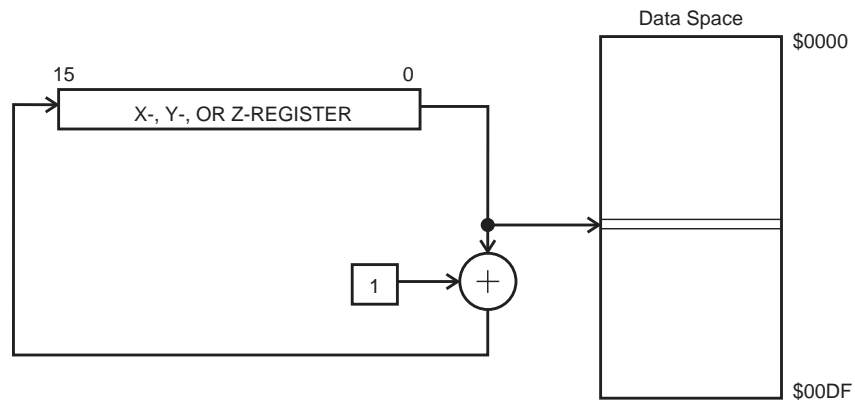 Data Space
$0000
15
0
X-, Y-, OR Z-REGISTER
1
+
$00DF